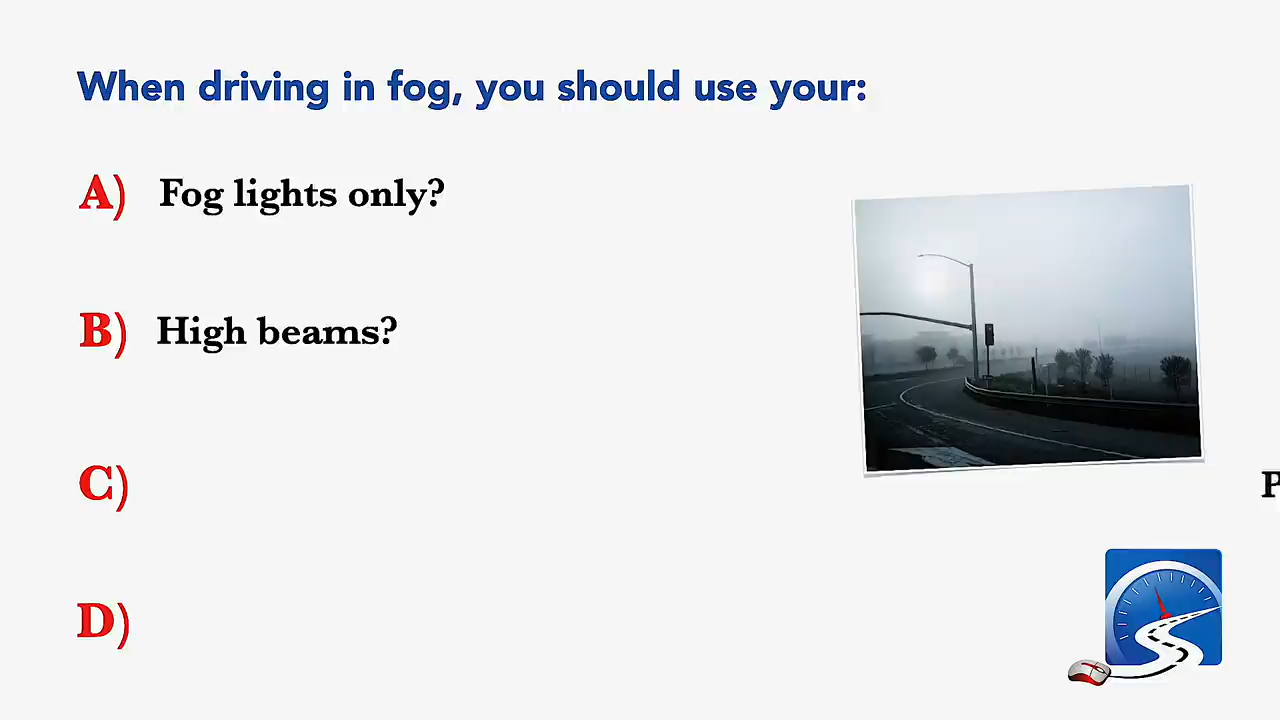 When driving in fog, you should use your:
A) Fog lights only?
B) High beams?
C)
P
D)